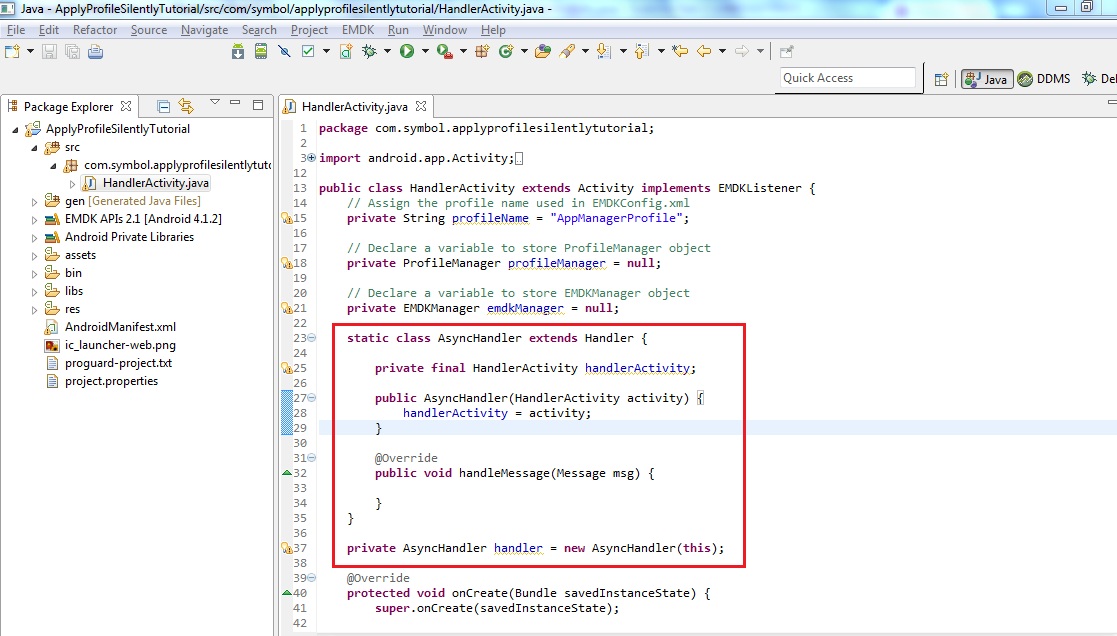 Java - ApplyProfileSilentlyTutorial/src/com/symbol/applyprofilesilentlytutorial/HandlerActivity.java -
File Edit Refactor Source Navigate Search Project EMDK Run Window Help
Quick Access
Java DDMS De
Package Explorer
ApplyProfileSilentlyTutorial
src
com.symbol.applyprofilesilentlytuto
HandlerActivity.java
gen [Generated Java Files]
EMDK APIs 2.1 [Android 4.1.2]
Android Private Libraries
assets
bin
libs
res
AndroidManifest.xml
ic_launcher-web.png
proguard-project.txt
project.properties
HandlerActivity.java
1 package com.symbol.applyprofilesilentlytutorial;
2
3 import android.app.Activity;
12
13 public class HandlerActivity extends Activity implements EMDKListener {
14 // Assign the profile name used in EMDKConfig.xml
15 private String profileName = "AppManagerProfile";
16
17 // Declare a variable to store ProfileManager object
18 private ProfileManager profileManager = null;
19
20 // Declare a variable to store EMDKManager object
21 private EMDKManager emdkManager = null;
22
23 static class AsyncHandler extends Handler {
24
25 private final HandlerActivity handlerActivity;
26
27 public AsyncHandler(HandlerActivity activity) {
28 handlerActivity = activity;
29 }
30
31 @Override
32 public void handleMessage(Message msg) {
33
34 }
35 }
36
37 private AsyncHandler handler = new AsyncHandler(this);
38
39 @Override
40 protected void onCreate(Bundle savedInstanceState) {
41 super.onCreate(savedInstanceState);
42